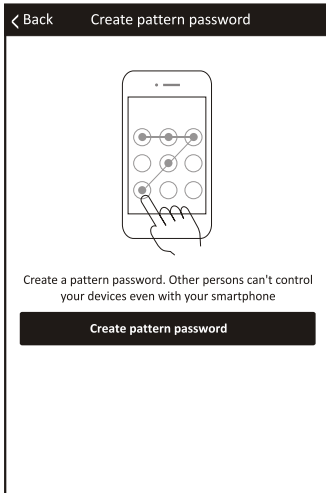 Back Create pattern password
Create a pattern password. Other persons can't control
your devices even with your smartphone
Create pattern password